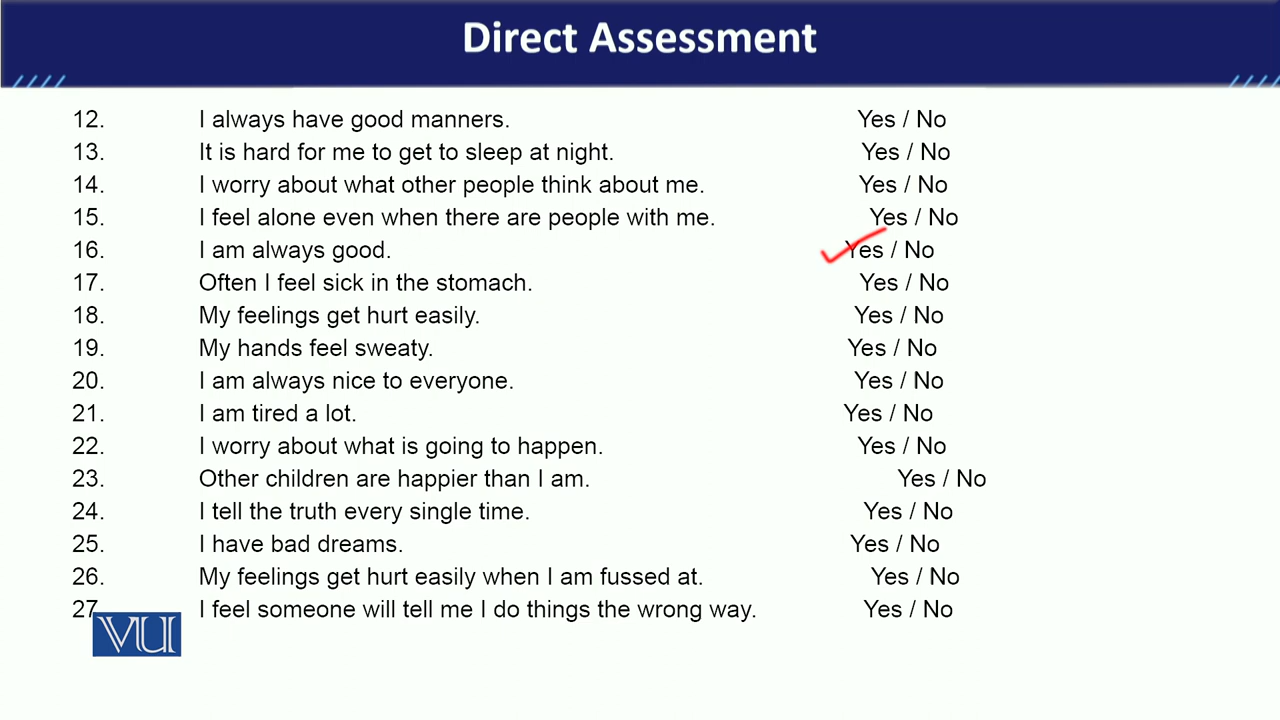 Direct Assessment
12. I always have good manners. Yes / No
13. It is hard for me to get to sleep at night. Yes / No
14. I worry about what other people think about me. Yes / No
15. I feel alone even when there are people with me. Yes / No
16. I am always good. Yes / No
17. Often I feel sick in the stomach. Yes / No
18. My feelings get hurt easily. Yes / No
19. My hands feel sweaty. Yes / No
20. I am always nice to everyone. Yes / No
21. I am tired a lot. Yes / No
22. I worry about what is going to happen. Yes / No
23. Other children are happier than I am. Yes / No
24. I tell the truth every single time. Yes / No
25. I have bad dreams. Yes / No
26. My feelings get hurt easily when I am fussed at. Yes / No
27 I feel someone will tell me I do things the wrong way. Yes / No
VU